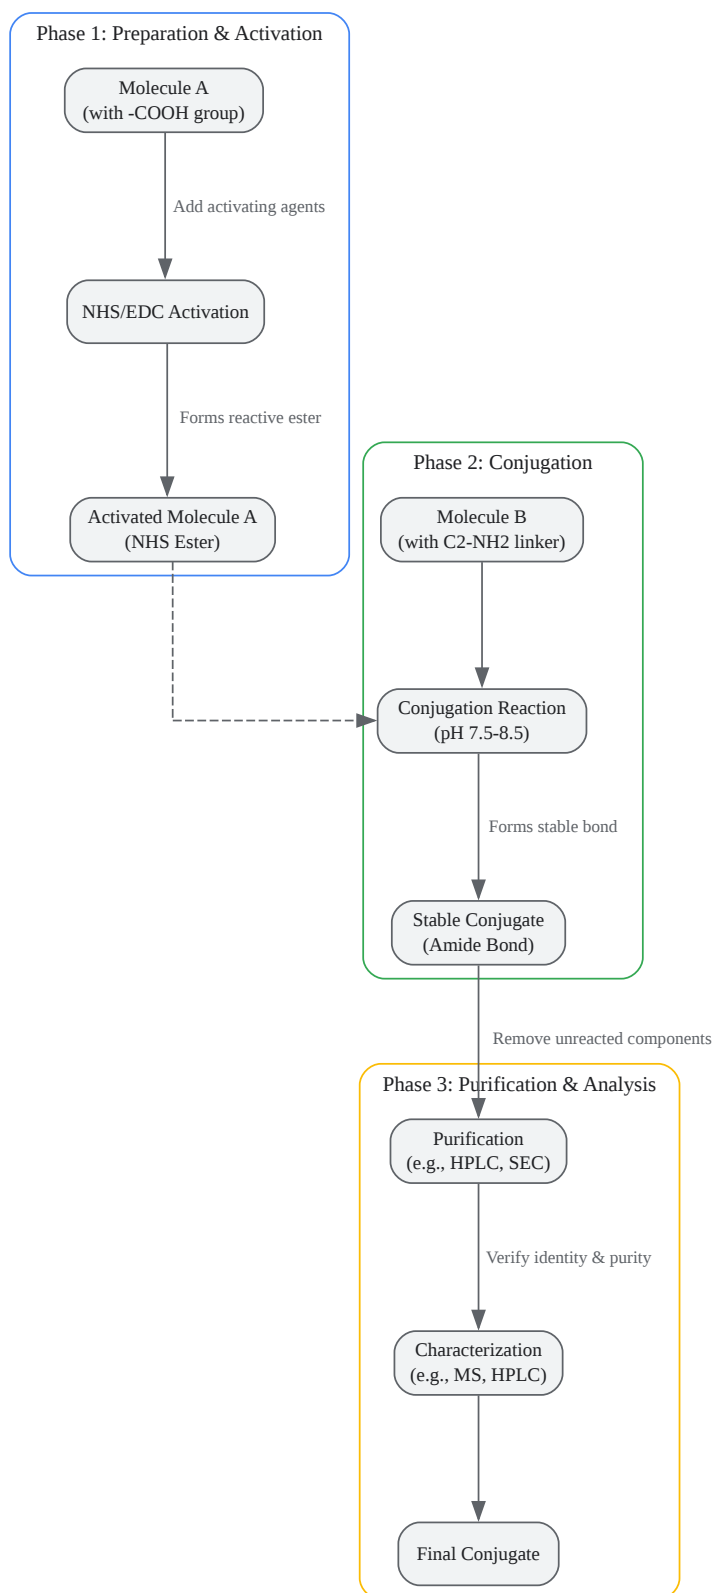 Phase 1: Preparation & Activation
Molecule A
(with -COOH group)
Add activating agents
NHS/EDC Activation
Forms reactive ester
Activated Molecule A
(NHS Ester)
Phase 2: Conjugation
Molecule B
(with C2-NH2 linker)
Conjugation Reaction
(pH 7.5-8.5)
Forms stable bond
Stable Conjugate
(Amide Bond)
Remove unreacted components
Phase 3: Purification & Analysis
Purification
(e.g., HPLC, SEC)
Verify identity & purity
Characterization
(e.g., MS, HPLC)
Final Conjugate